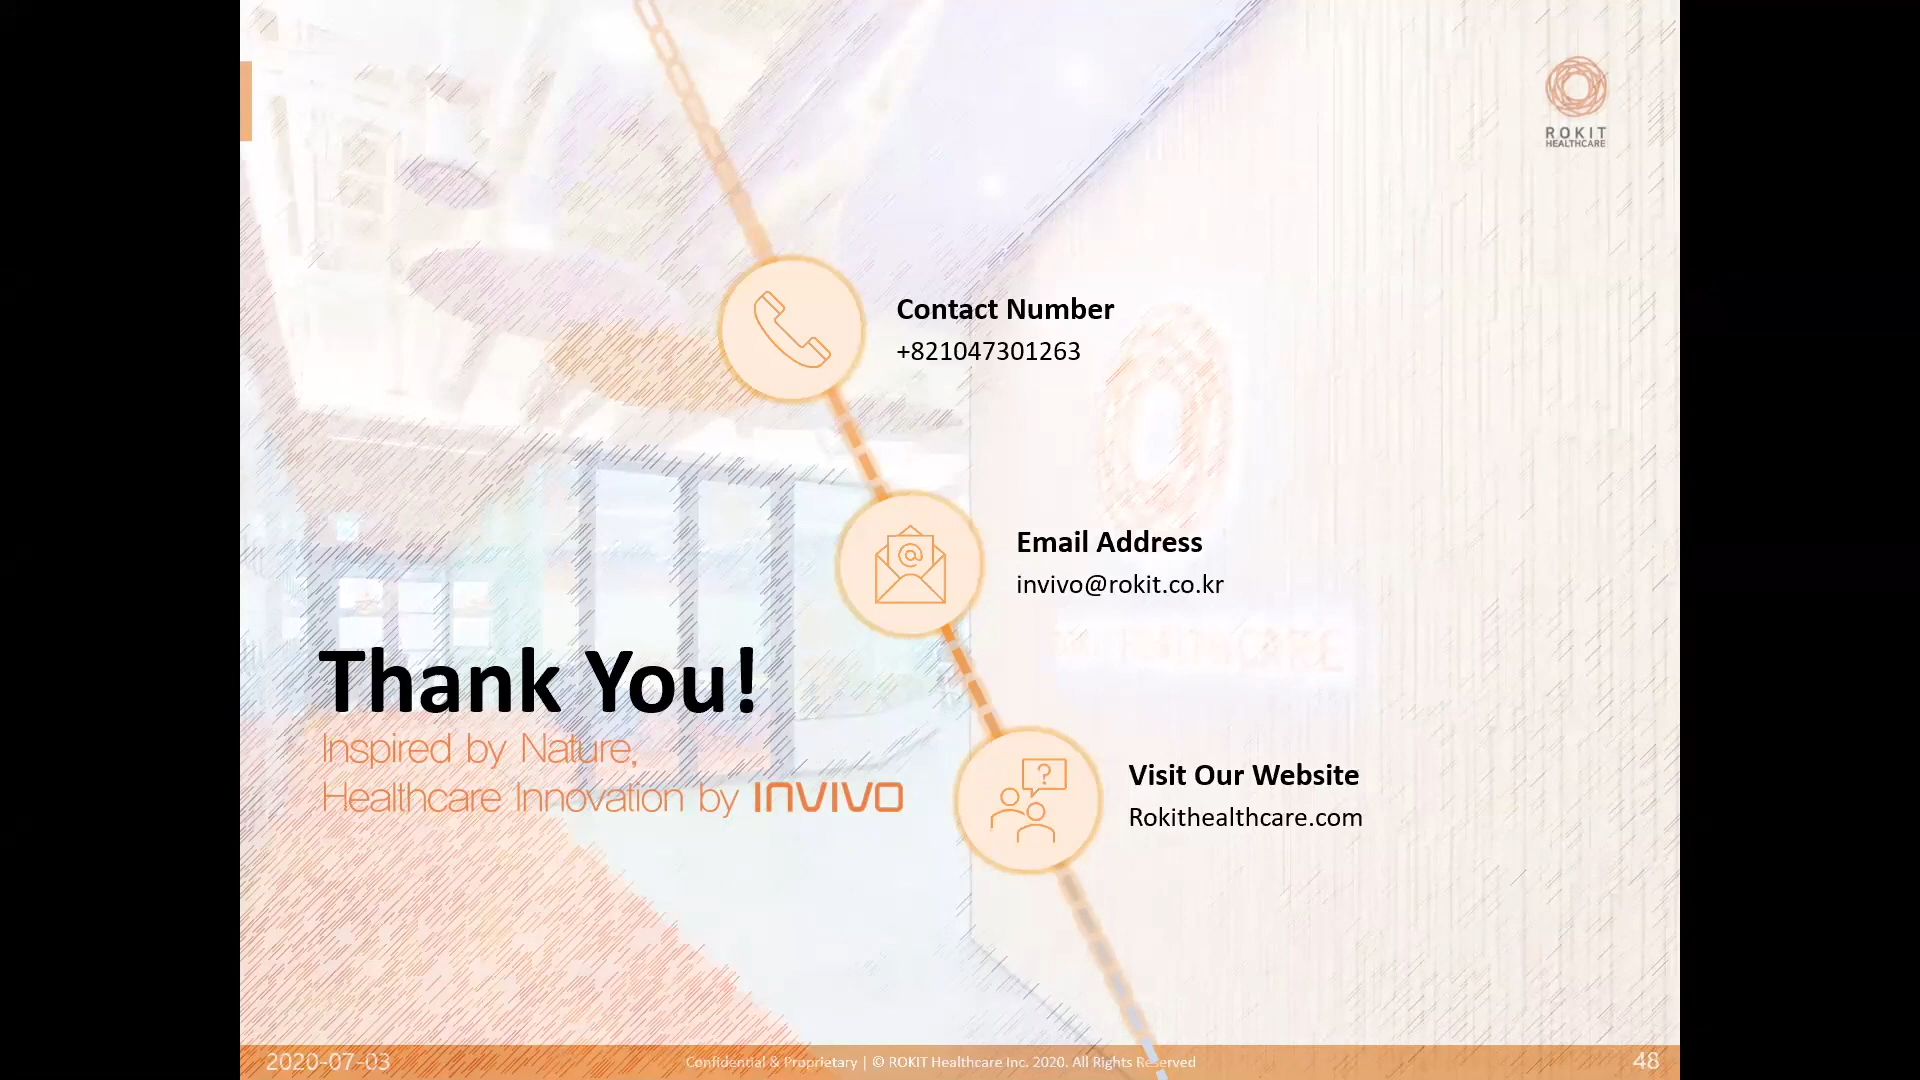 ROKIT
HEALTHCARE
Contact Number
+821047301263
Email Address
invivo@rokit.co.kr
Thank You!
Inspired by Nature,
Healthcare Innovation by INVIVO
Visit Our Website
Rokithealthcare.com
2020-07-03
Confidential & Proprietary | © ROKIT Healthcare Inc. 2020. All Rights Reserved
48